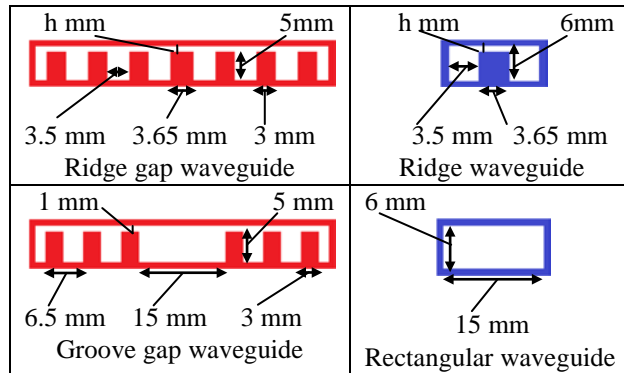 h mm
5mm
3.5 mm
3.65 mm
3 mm
Ridge gap waveguide
h mm
6mm
3.5 mm
3.65 mm
Ridge waveguide
1 mm
5 mm
6.5 mm
15 mm
3 mm
Groove gap waveguide
6 mm
15 mm
Rectangular waveguide